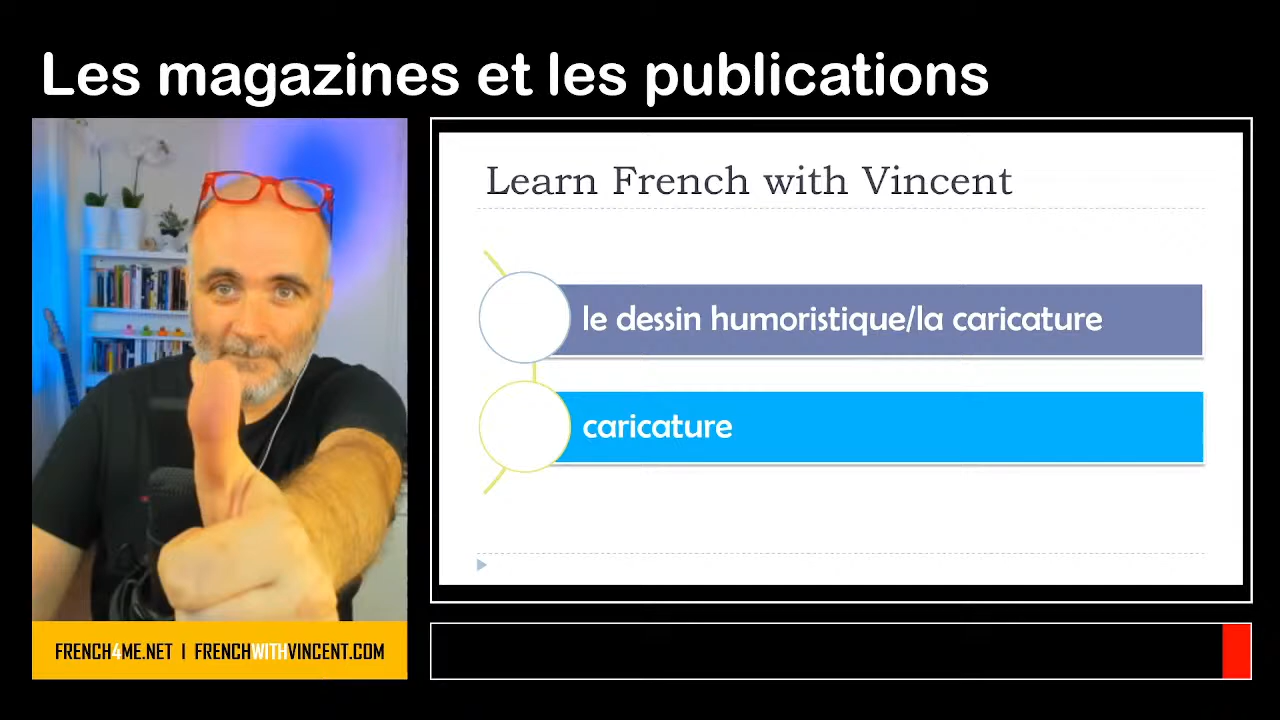 Les magazines et les publications
Learn French with Vincent
le dessin humoristique/la caricature
caricature
FRENCH4ME.NET I FRENCHWITHVINCENT.COM